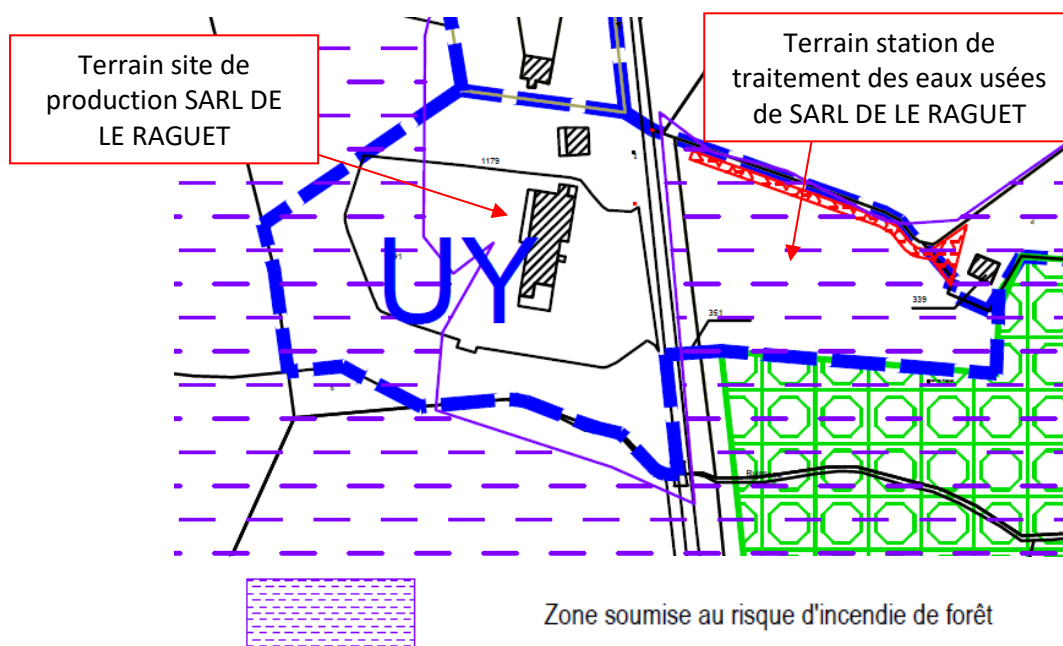 Terrain site de
production SARL DE
LE RAGUET
Terrain station de
traitement des eaux usées
de SARL DE LE RAGUET
1179
UY
339
351
Zone soumise au risque d'incendie de forêt